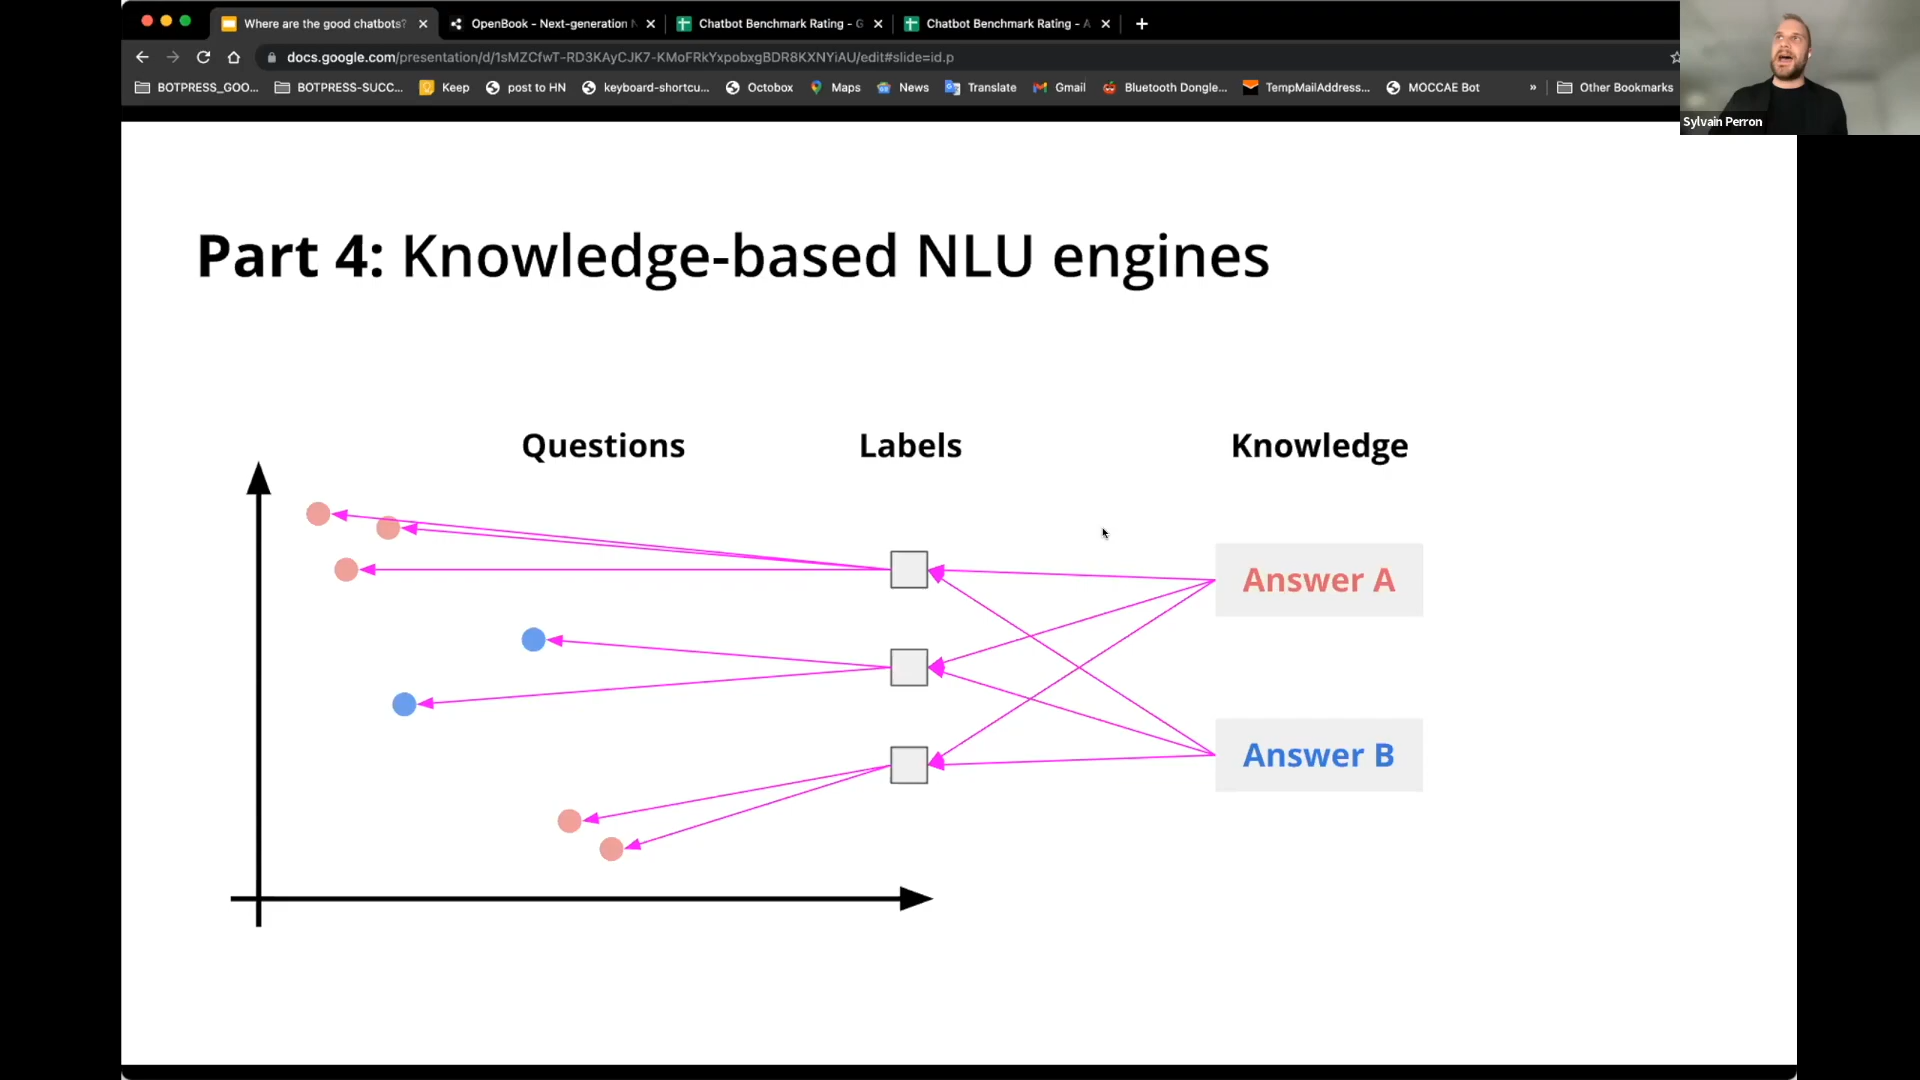 Where are the good chatbots?
OpenBook - Next-generation N
Chatbot Benchmark Rating - G
Chatbot Benchmark Rating - A
docs.google.com/presentation/d/1sMZCfwT-RD3KAyCJK7-KMoFRkYxpobxgBDR8KXNYiAU/edit#slide=id.p
BOTPRESS_GOO... BOTPRESS-SUCC... Keep post to HN keyboard-shortcu... Octobox Maps News Translate Gmail Bluetooth Dongle... TempMailAddress... MOCCAE Bot » Other Bookmarks
Sylvain Perron
Part 4: Knowledge-based NLU engines
Questions Labels Knowledge
Answer A
Answer B